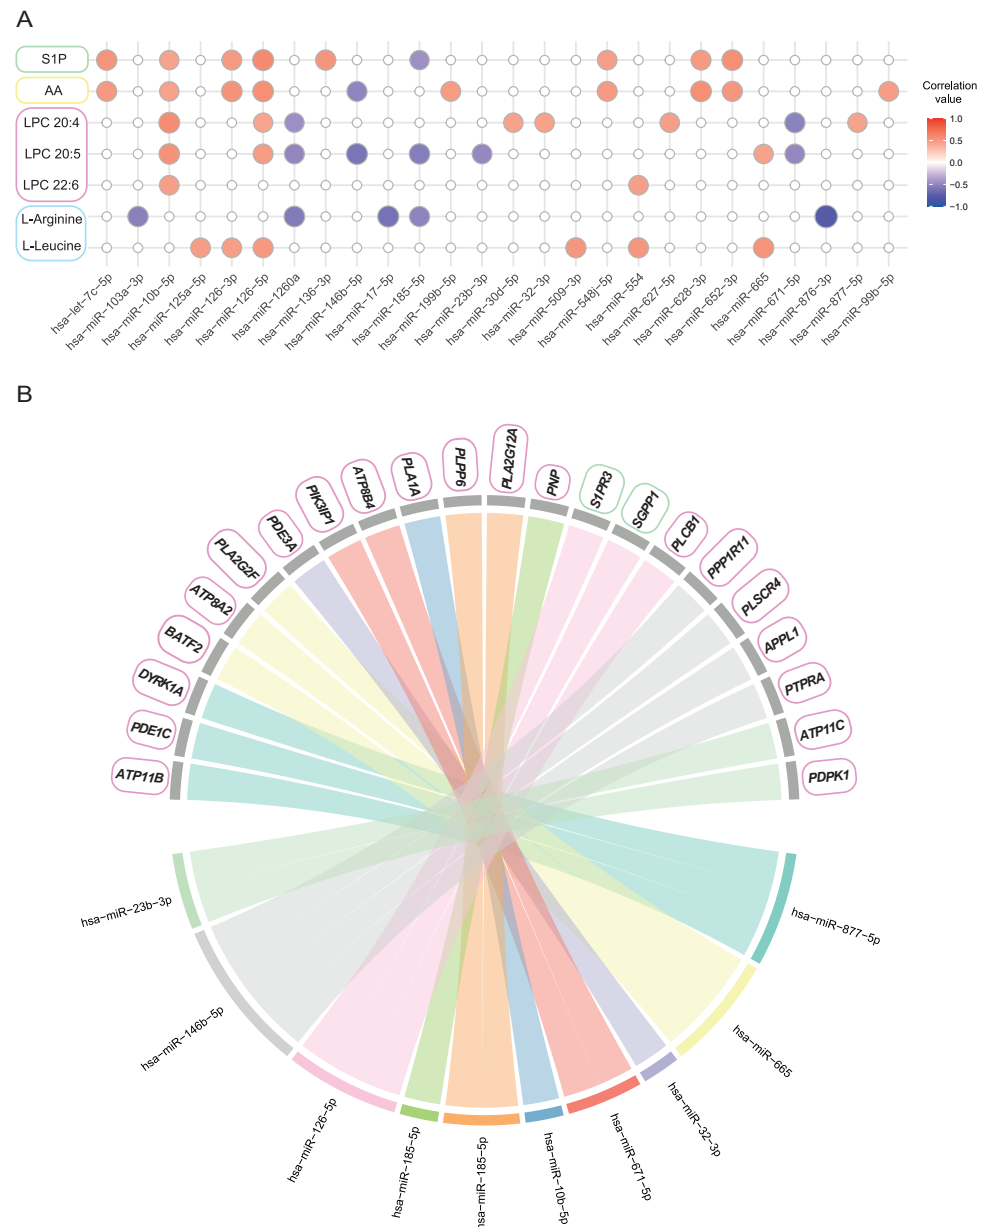 A
S1P
AA
LPC 20:4
LPC 20:5
LPC 22:6
L-Arginine
L-Leucine
Correlation
value
1.0
0.5
0.0
−0.5
−1.0
hsa−let−7c−5p
hsa−miR−103a−3p
hsa−miR−10b−5p
hsa−miR−125a−5p
hsa−miR−126−3p
hsa−miR−126−5p
hsa−miR−1260a
hsa−miR−136−3p
hsa−miR−146b−5p
hsa−miR−17−5p
hsa−miR−185−5p
hsa−miR−199b−5p
hsa−miR−23b−3p
hsa−miR−30d−5p
hsa−miR−32−3p
hsa−miR−509−3p
hsa−miR−548j−5p
hsa−miR−554
hsa−miR−627−5p
hsa−miR−628−3p
hsa−miR−652−3p
hsa−miR−665
hsa−miR−671−5p
hsa−miR−876−3p
hsa−miR−877−5p
hsa−miR−99b−5p
B
ATP11B
PDE1C
DYRK1A
BATF2
ATP8A2
PLA2G2F
PDE3A
PIK3IP1
ATP8B4
PLA1A
PLPP6
PLA2G12A
PNP
S1PR3
SGPP1
PLCB1
PPP1R11
PLSCR4
APPL1
PTPRA
ATP11C
PDPK1
hsa−miR−23b−3p
hsa−miR−146b−5p
hsa−miR−126−5p
hsa−miR−185−5p
hsa−miR−185−5p
hsa−miR−10b−5p
hsa−miR−671−5p
hsa−miR−32−3p
hsa−miR−665
hsa−miR−877−5p